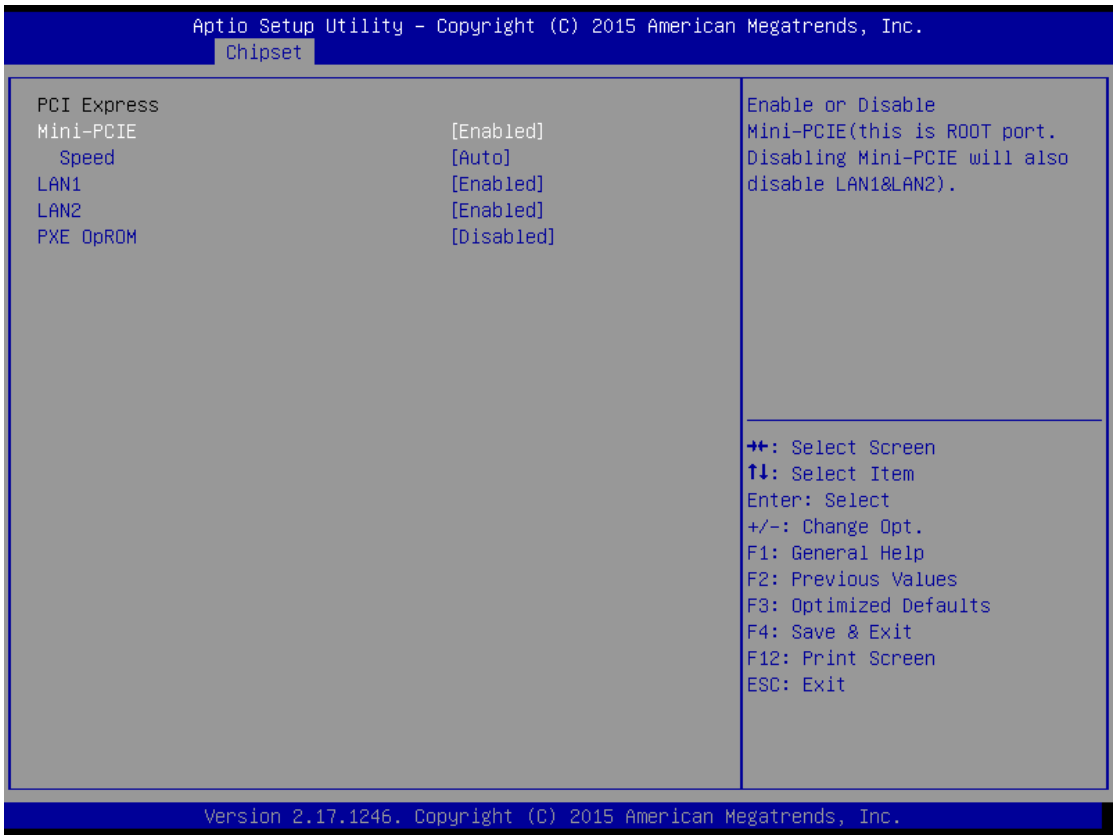 Aptio Setup Utility – Copyright (C) 2015 American Megatrends, Inc.
Chipset
PCI Express
Mini-PCIE [Enabled]
Speed [Auto]
LAN1 [Enabled]
LAN2 [Enabled]
PXE OpROM [Disabled]
Enable or Disable
Mini-PCIE(this is ROOT port.
Disabling Mini-PCIE will also
disable LAN1&LAN2).
→←: Select Screen
↑↓: Select Item
Enter: Select
+/-: Change Opt.
F1: General Help
F2: Previous Values
F3: Optimized Defaults
F4: Save & Exit
F12: Print Screen
ESC: Exit
Version 2.17.1246. Copyright (C) 2015 American Megatrends, Inc.